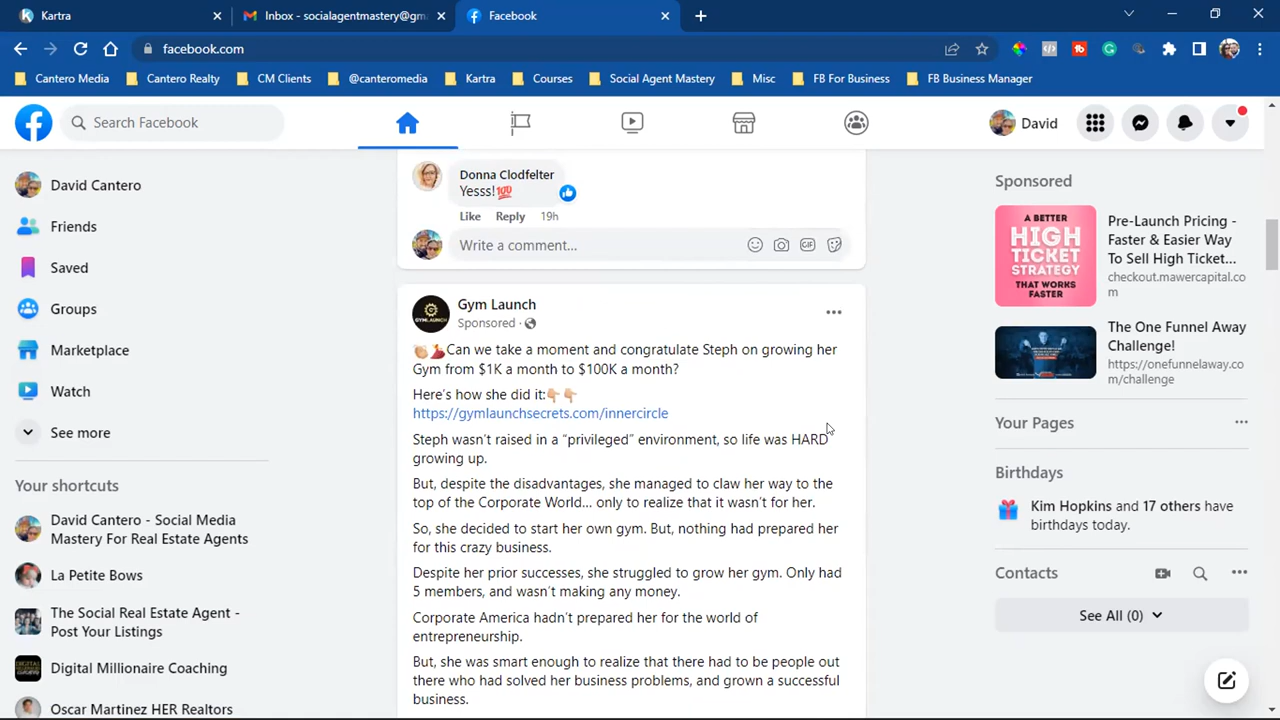 Kartra
Inbox - socialagentmastery@gm
Facebook
facebook.com
Cantero Media
Cantero Realty
CM Clients
@canteromedia
Kartra
Courses
Social Agent Mastery
Misc
FB For Business
FB Business Manager
Search Facebook
David
David Cantero
Friends
Saved
Groups
Marketplace
Watch
See more
Your shortcuts
David Cantero - Social Media
Mastery For Real Estate Agents
La Petite Bows
The Social Real Estate Agent -
Post Your Listings
Digital Millionaire Coaching
Oscar Martinez HER Realtors
Donna Clodfelter
Yesss!💯
Like Reply 19h
Write a comment...
GIF
GYMLAUNCH
Gym Launch
Sponsored ·
👏🏼💃Can we take a moment and congratulate Steph on growing her
Gym from $1K a month to $100K a month?
Here's how she did it:👇🏼👇🏼
https://gymlaunchsecrets.com/innercircle
Steph wasn't raised in a "privileged" environment, so life was HARD
growing up.
But, despite the disadvantages, she managed to claw her way to the
top of the Corporate World... only to realize that it wasn't for her.
So, she decided to start her own gym. But, nothing had prepared her
for this crazy business.
Despite her prior successes, she struggled to grow her gym. Only had
5 members, and wasn't making any money.
Corporate America hadn't prepared her for the world of
entrepreneurship.
But, she was smart enough to realize that there had to be people out
there who had solved her business problems, and grown a successful
business.
Sponsored
A BETTER
HIGH
TICKET
STRATEGY
THAT WORKS
FASTER
Pre-Launch Pricing -
Faster & Easier Way
To Sell High Ticket...
checkout.mawercapital.co
m
The One Funnel Away
Challenge!
https://onefunnelaway.co
m/challenge
Your Pages
Birthdays
Kim Hopkins and 17 others have
birthdays today.
Contacts
See All (0)